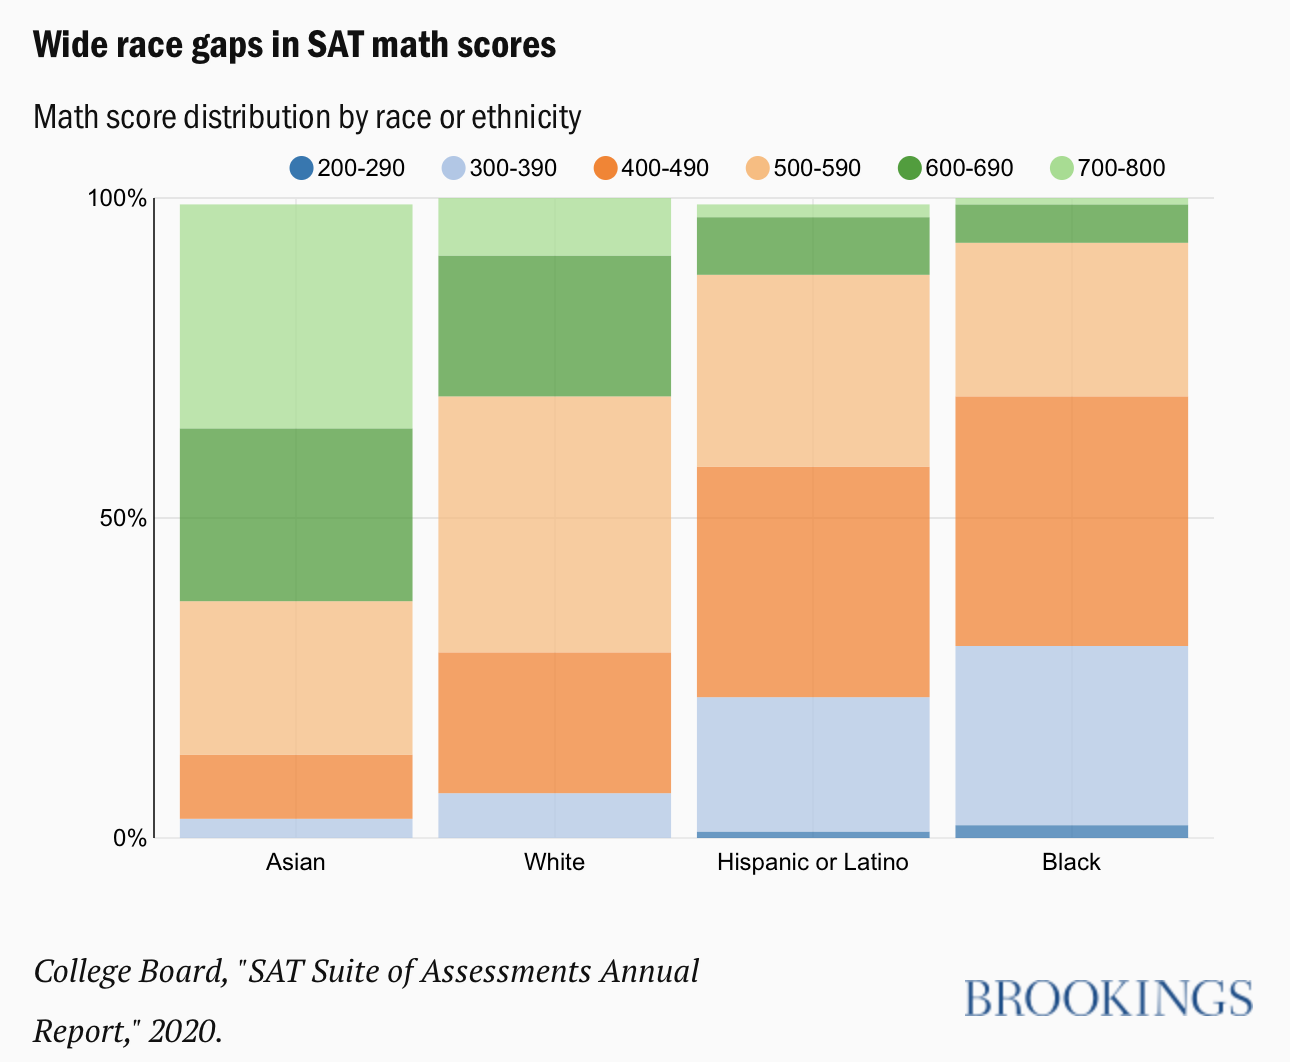 Wide race gaps in SAT math scores
Math score distribution by race or ethnicity
200-290 300-390 400-490 500-590 600-690 700-800
100%
50%
0%
Asian White Hispanic or Latino Black
College Board, "SAT Suite of Assessments Annual
Report," 2020.
BROOKINGS